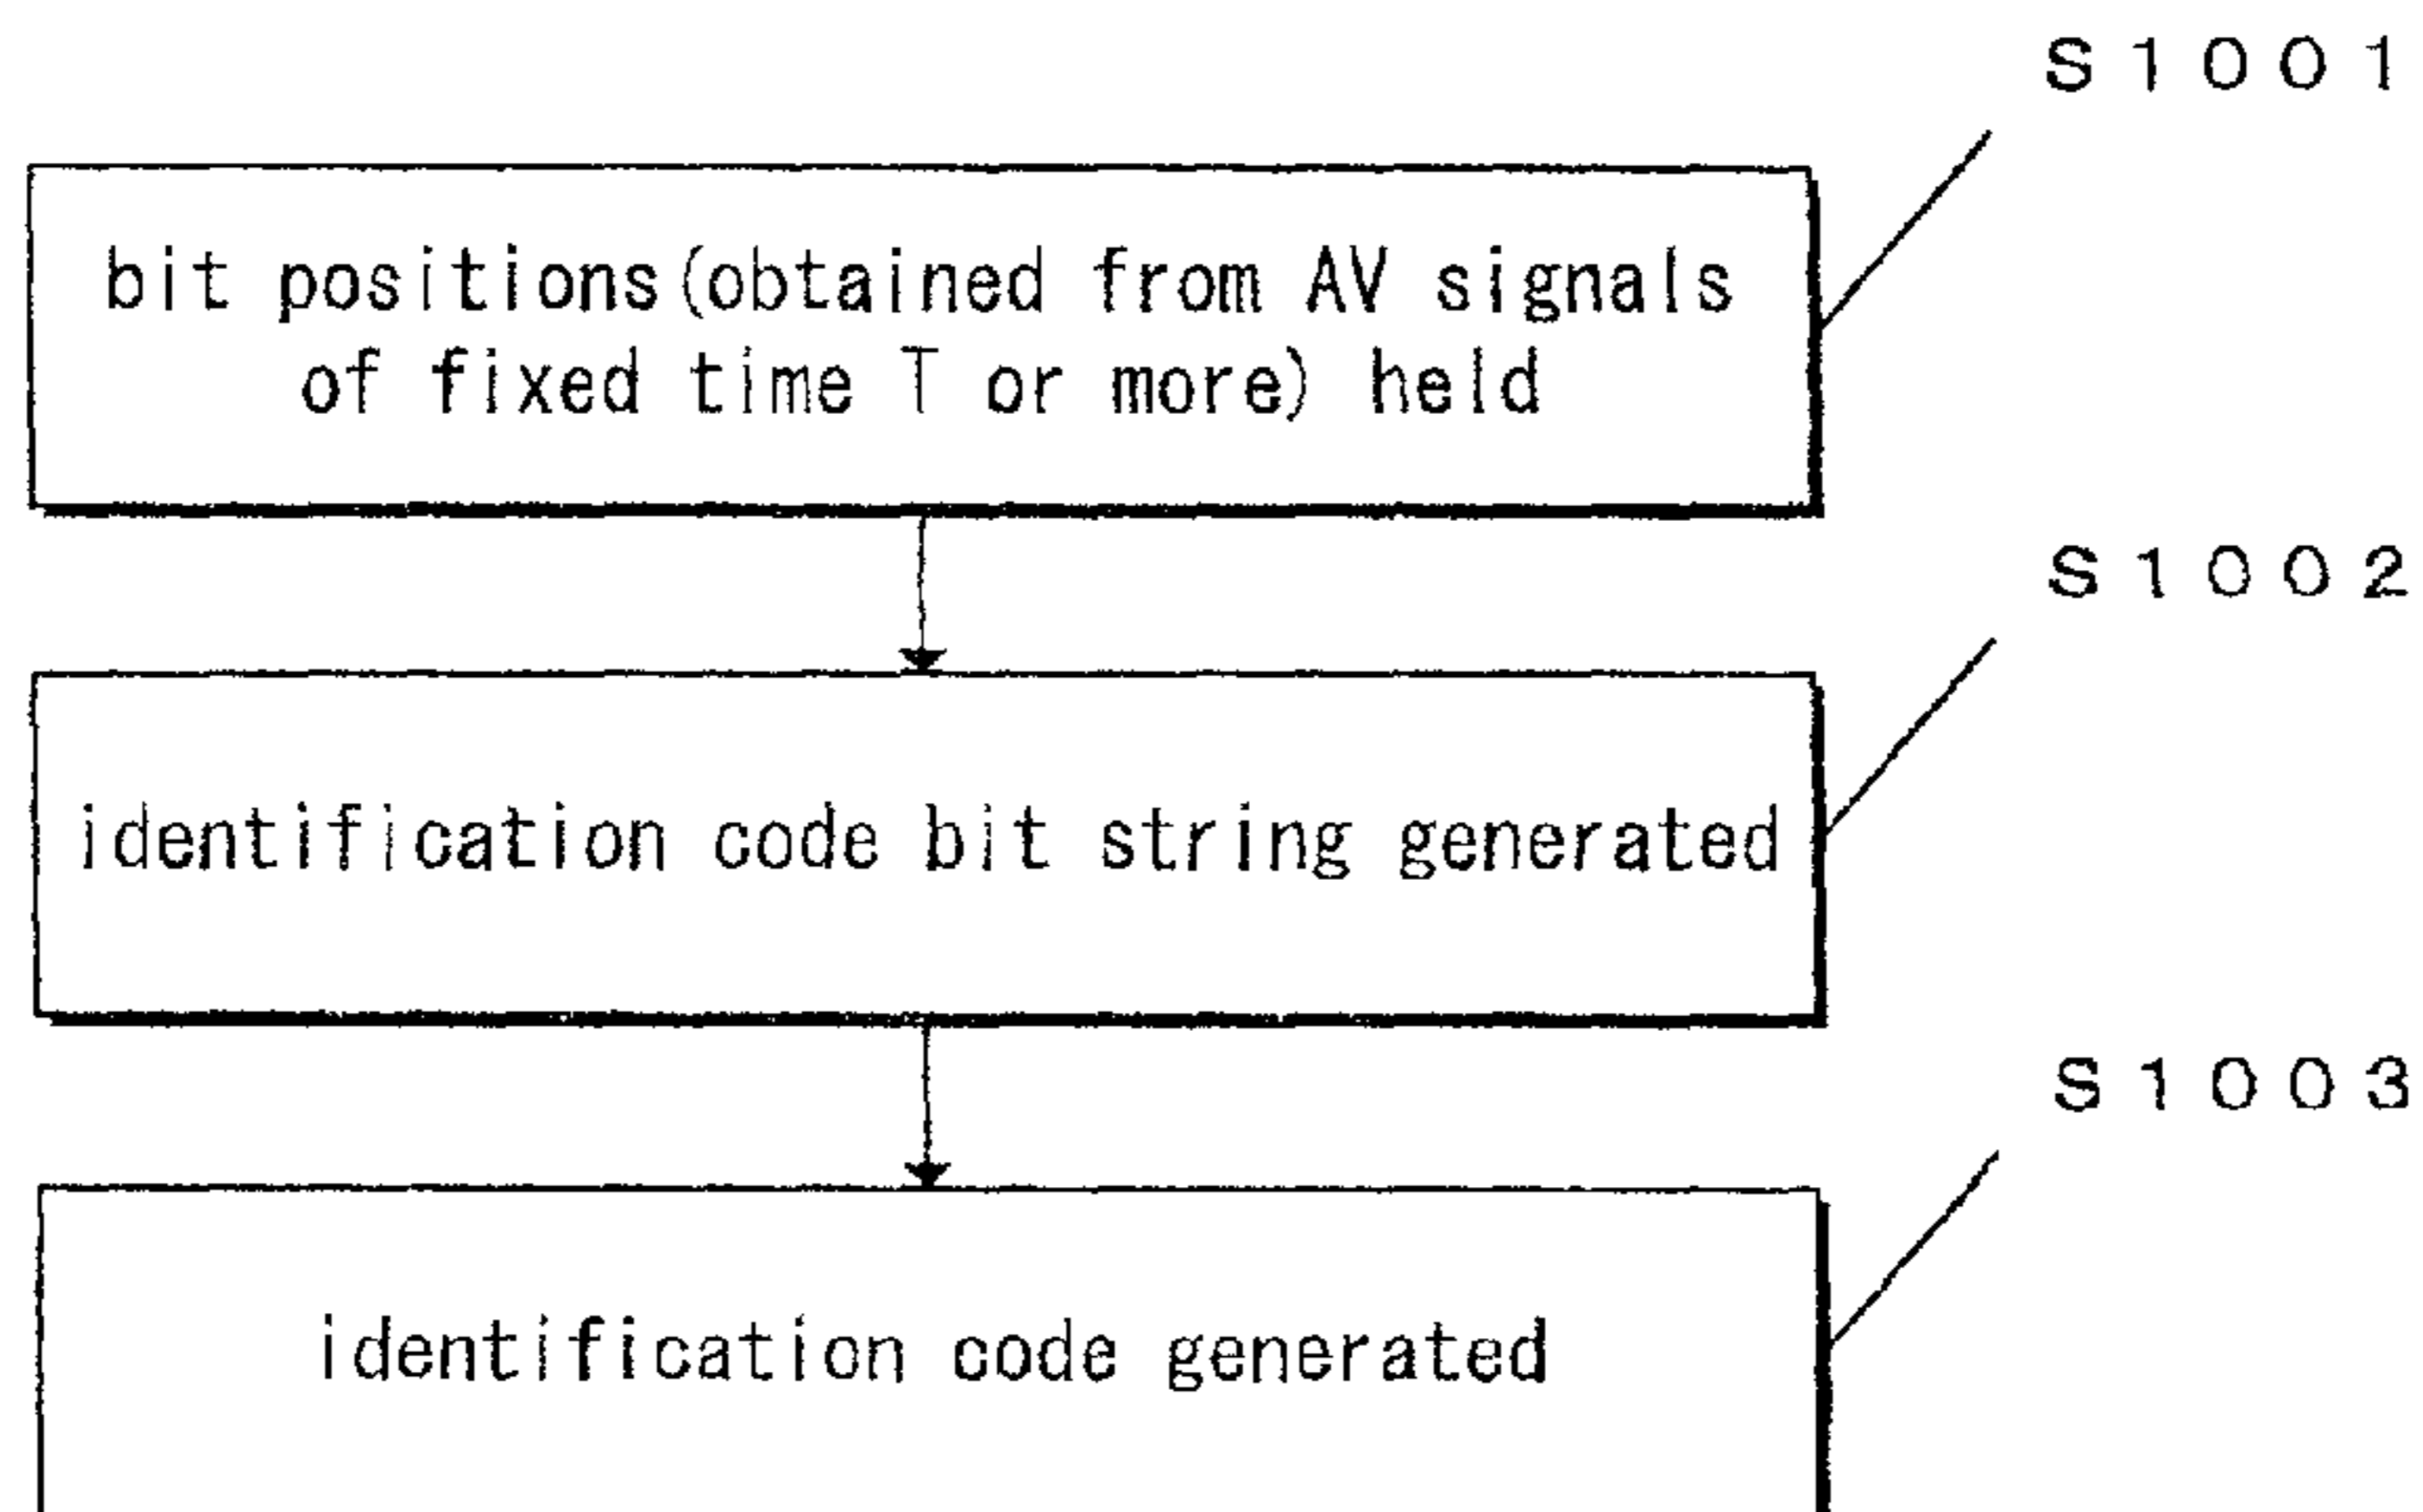 S1001
bit positions(obtained from AV signals
of fixed time T or more) held
S1002
identification code bit string generated
S1003
identification code generated